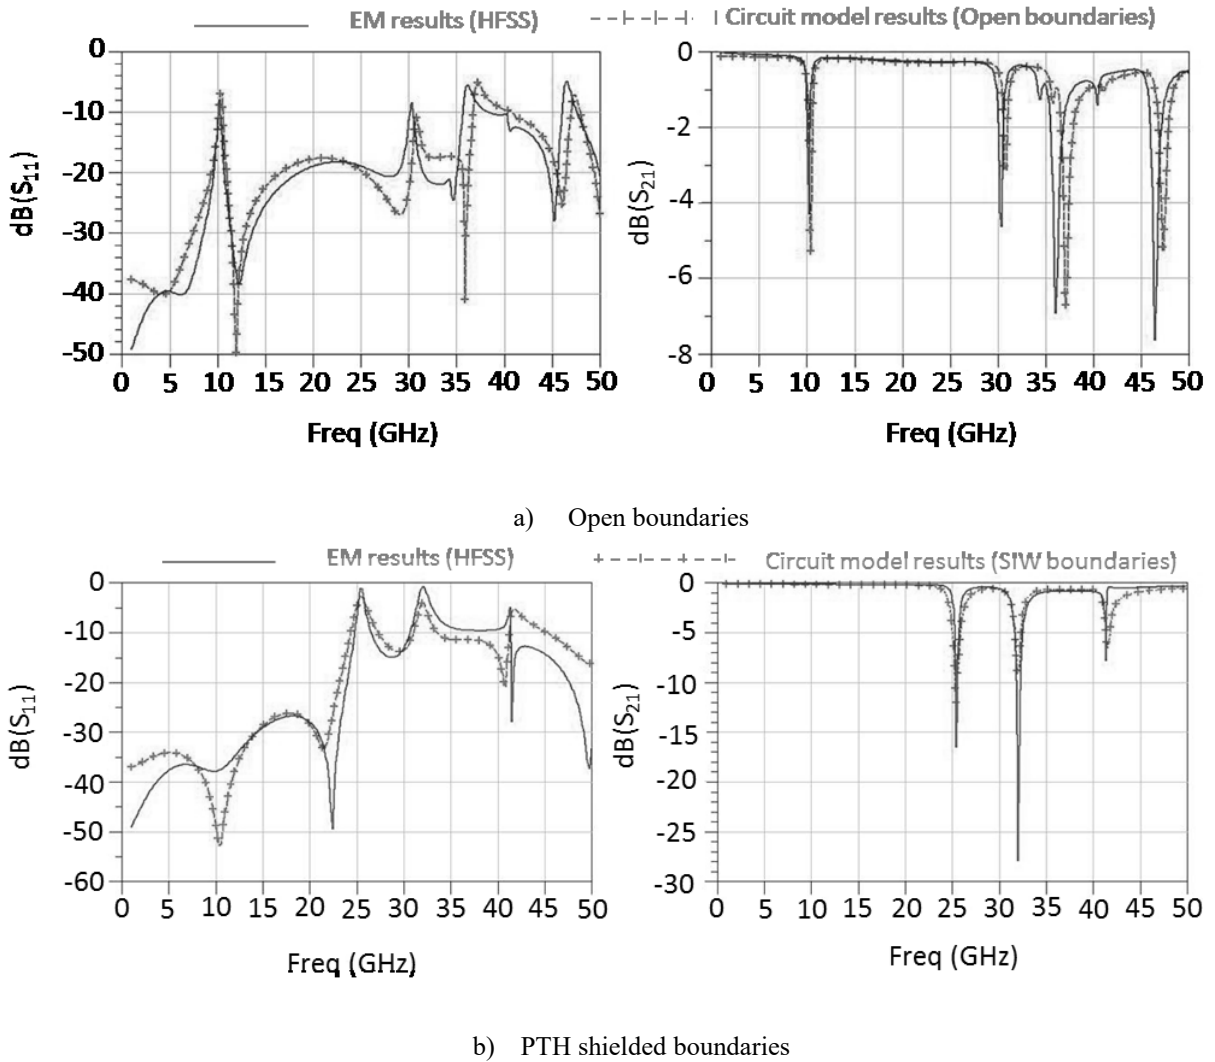 EM results (HFSS) Circuit model results (Open boundaries)
0 0
-10 -2
-20 -4
-30 -6
-40 -8
-50
dB(S11) dB(S21)
0 5 10 15 20 25 30 35 40 45 50 0 5 10 15 20 25 30 35 40 45 50
Freq (GHz) Freq (GHz)
a) Open boundaries
EM results (HFSS) Circuit model results (SIW boundaries)
0 0
-10 -5
-20 -10
-30 -15
-40 -20
-50 -25
-60 -30
dB(S11) dB(S21)
0 5 10 15 20 25 30 35 40 45 50 0 5 10 15 20 25 30 35 40 45 50
Freq (GHz) Freq (GHz)
b) PTH shielded boundaries